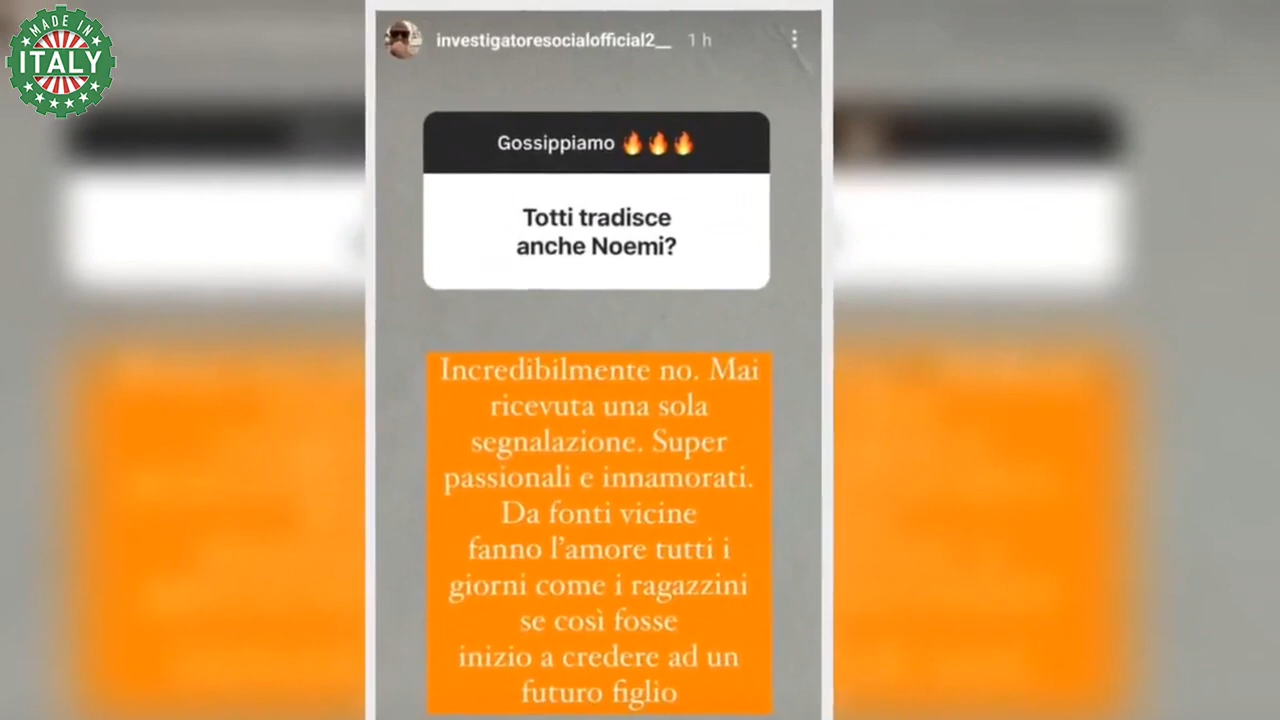 MADE IN
ITALY
investigatoresocialofficial2__ 1 h
Gossippiamo 🔥🔥🔥
Totti tradisce
anche Noemi?
Incredibilmente no. Mai
ricevuta una sola
segnalazione. Super
passionali e innamorati.
Da fonti vicine
fanno l'amore tutti i
giorni come i ragazzini
se così fosse
inizio a credere ad un
futuro figlio